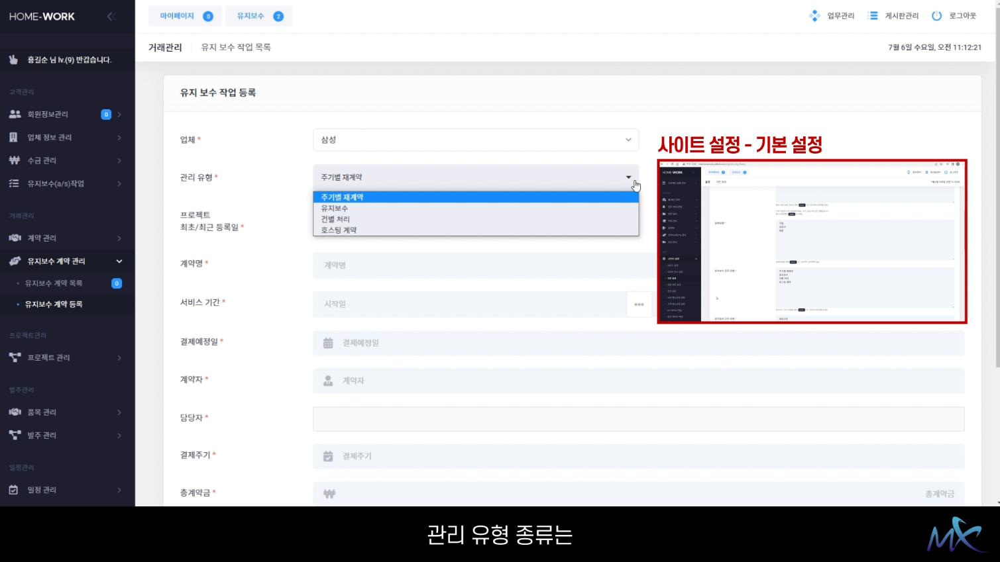 HOME-WORK
마이페이지 0
유지보수 2
업무관리
게시판관리
로그아웃
거래관리
유지 보수 작업 목록
7월 6일 수요일, 오전 11:12:21
홍길순 님 lv.(9) 반갑습니다.
고객관리
회원정보관리 0
업체 정보 관리
수금 관리
유지보수(a/s)작업
거래관리
계약 관리
유지보수 계약 관리
유지보수 계약 목록 0
유지보수 계약 등록
프로젝트관리
프로젝트 관리
발주관리
품목 관리
발주 관리
일정관리
일정 관리
유지 보수 작업 등록
업체 *
삼성
관리 유형 *
주기별 재계약
주기별 재계약
유지보수
건별 처리
호스팅 계약
프로젝트
최초/최근 등록일 *
계약명 *
계약명
서비스 기간 *
시작일
결제예정일 *
결제예정일
계약자 *
계약자
담당자 *
결제주기 *
결제주기
총계약금 *
총계약금
사이트 설정 - 기본 설정
HOME-WORK
관리 유형 종류는
MX